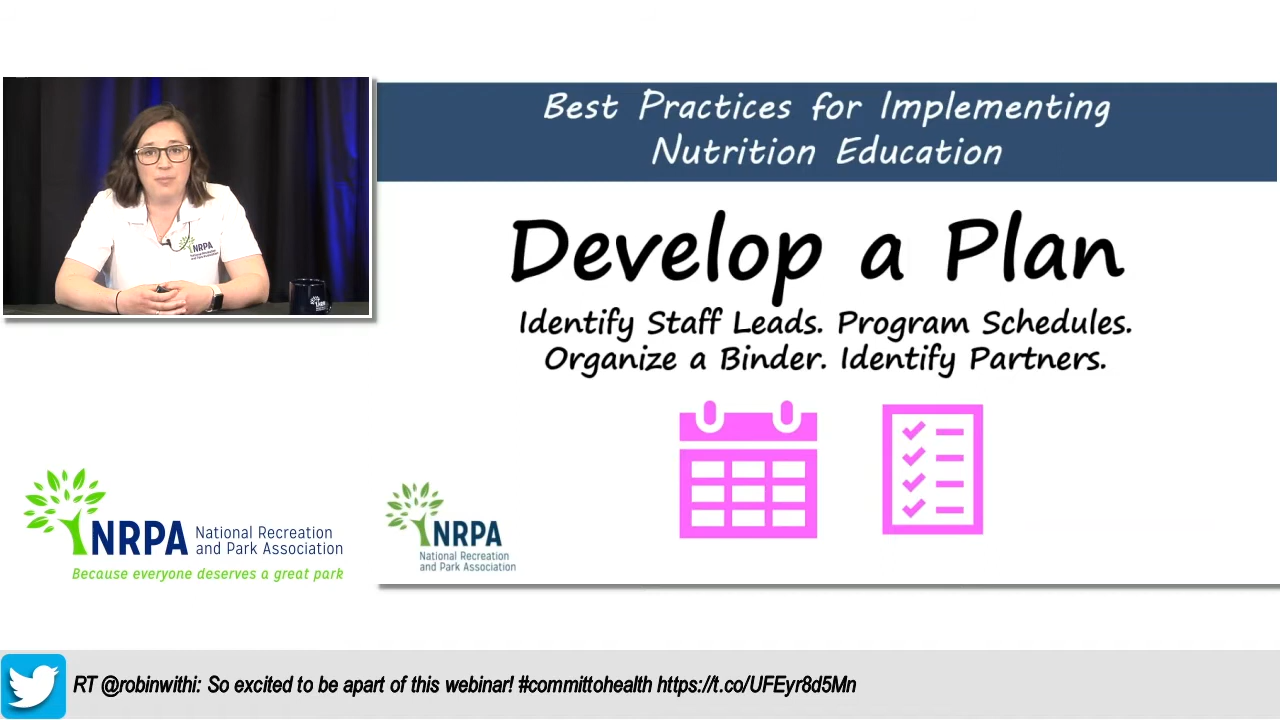 Best Practices for Implementing
Nutrition Education
Develop a Plan
Identify Staff Leads. Program Schedules.
Organize a Binder. Identify Partners.
NRPA
NRPA
NRPA National Recreation
and Park Association
Because everyone deserves a great park
NRPA
National Recreation
and Park Association
RT @robinwithi: So excited to be apart of this webinar! #committohealth https://t.co/UFEyr8d5Mn